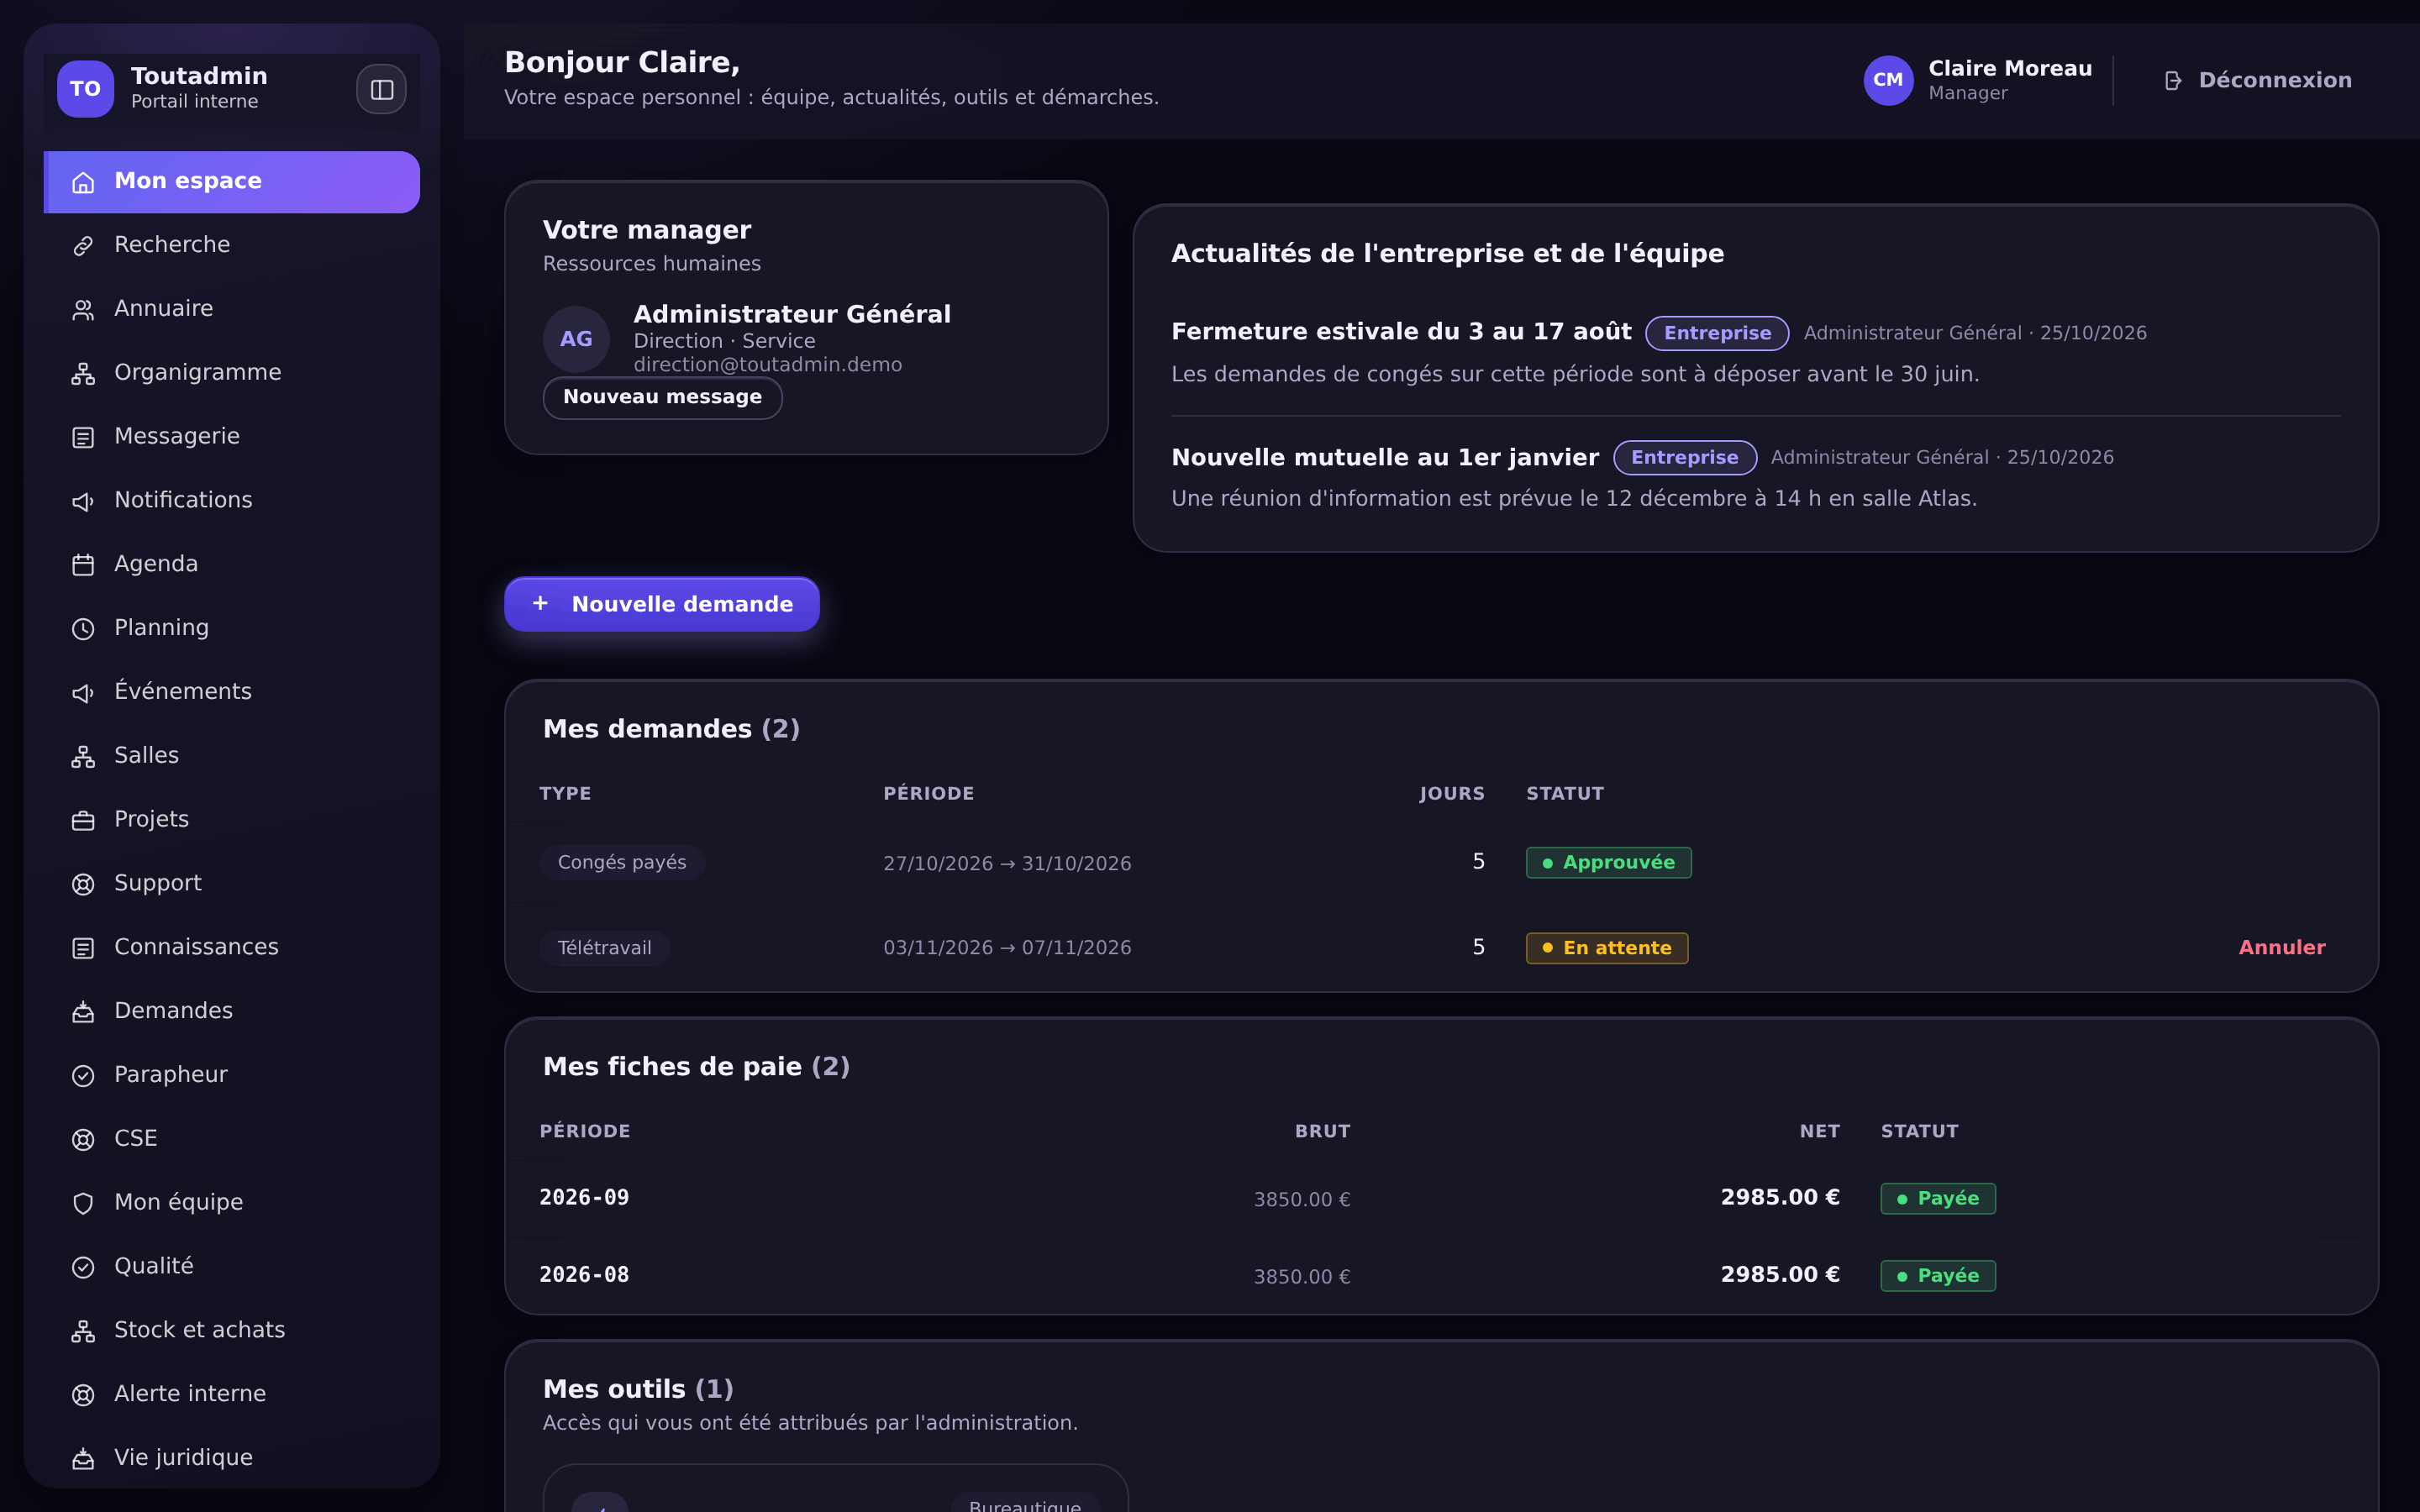 TO
Toutadmin
Portail interne
Mon espace
Recherche
Annuaire
Organigramme
Messagerie
Notifications
Agenda
Planning
Événements
Salles
Projets
Support
Connaissances
Demandes
Parapheur
CSE
Mon équipe
Qualité
Stock et achats
Alerte interne
Vie juridique
Bonjour Claire,
Votre espace personnel : équipe, actualités, outils et démarches.
CM
Claire Moreau
Manager
Déconnexion
Votre manager
Ressources humaines
AG
Administrateur Général
Direction · Service
direction@toutadmin.demo
Nouveau message
Actualités de l'entreprise et de l'équipe
Fermeture estivale du 3 au 17 août Entreprise Administrateur Général · 25/10/2026
Les demandes de congés sur cette période sont à déposer avant le 30 juin.
Nouvelle mutuelle au 1er janvier Entreprise Administrateur Général · 25/10/2026
Une réunion d'information est prévue le 12 décembre à 14 h en salle Atlas.
+ Nouvelle demande
Mes demandes (2)
TYPE PÉRIODE JOURS STATUT
Congés payés 27/10/2026 → 31/10/2026 5 Approuvée
Télétravail 03/11/2026 → 07/11/2026 5 En attente Annuler
Mes fiches de paie (2)
PÉRIODE BRUT NET STATUT
2026-09 3850.00 € 2985.00 € Payée
2026-08 3850.00 € 2985.00 € Payée
Mes outils (1)
Accès qui vous ont été attribués par l'administration.
Bureautique